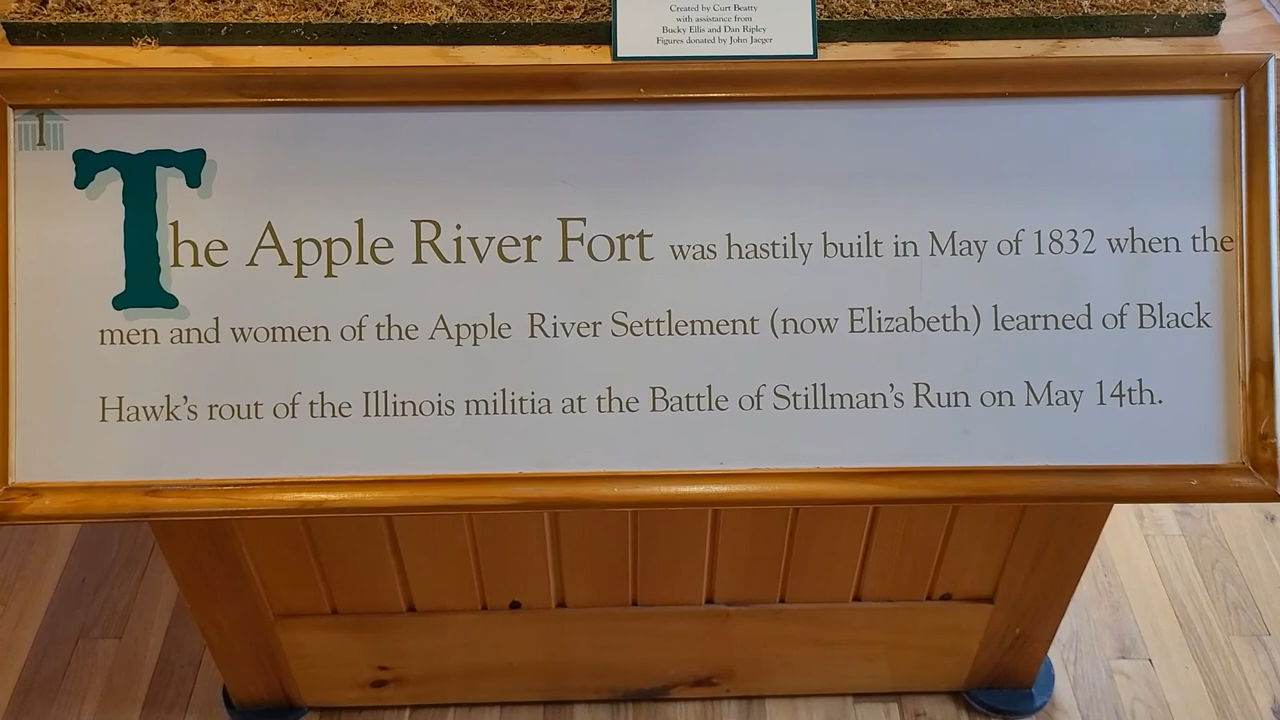 Created by Curt Beatty
with assistance from
Bucky Ellis and Dan Ripley
Figures donated by John Jaeger
1
The Apple River Fort was hastily built in May of 1832 when the
men and women of the Apple River Settlement (now Elizabeth) learned of Black
Hawk's rout of the Illinois militia at the Battle of Stillman's Run on May 14th.